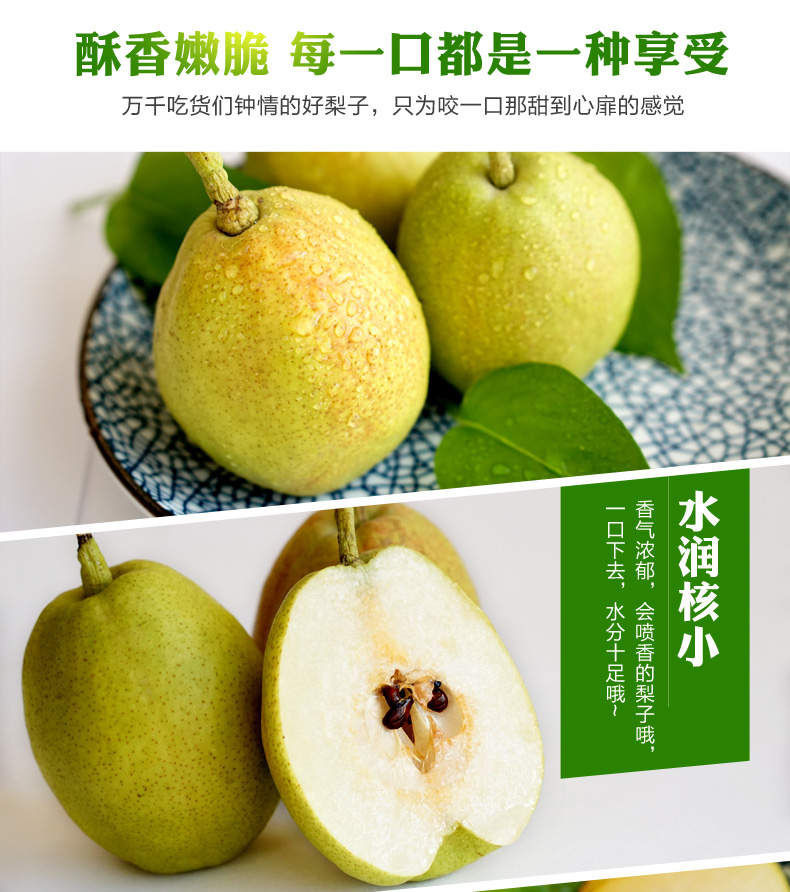 酥香嫩脆 每一口都是一种享受
万千吃货们钟情的好梨子，只为咬一口那甜到心扉的感觉
水润核小
香气浓郁，会喷香的梨子哦，
一口下去，水分十足哦~